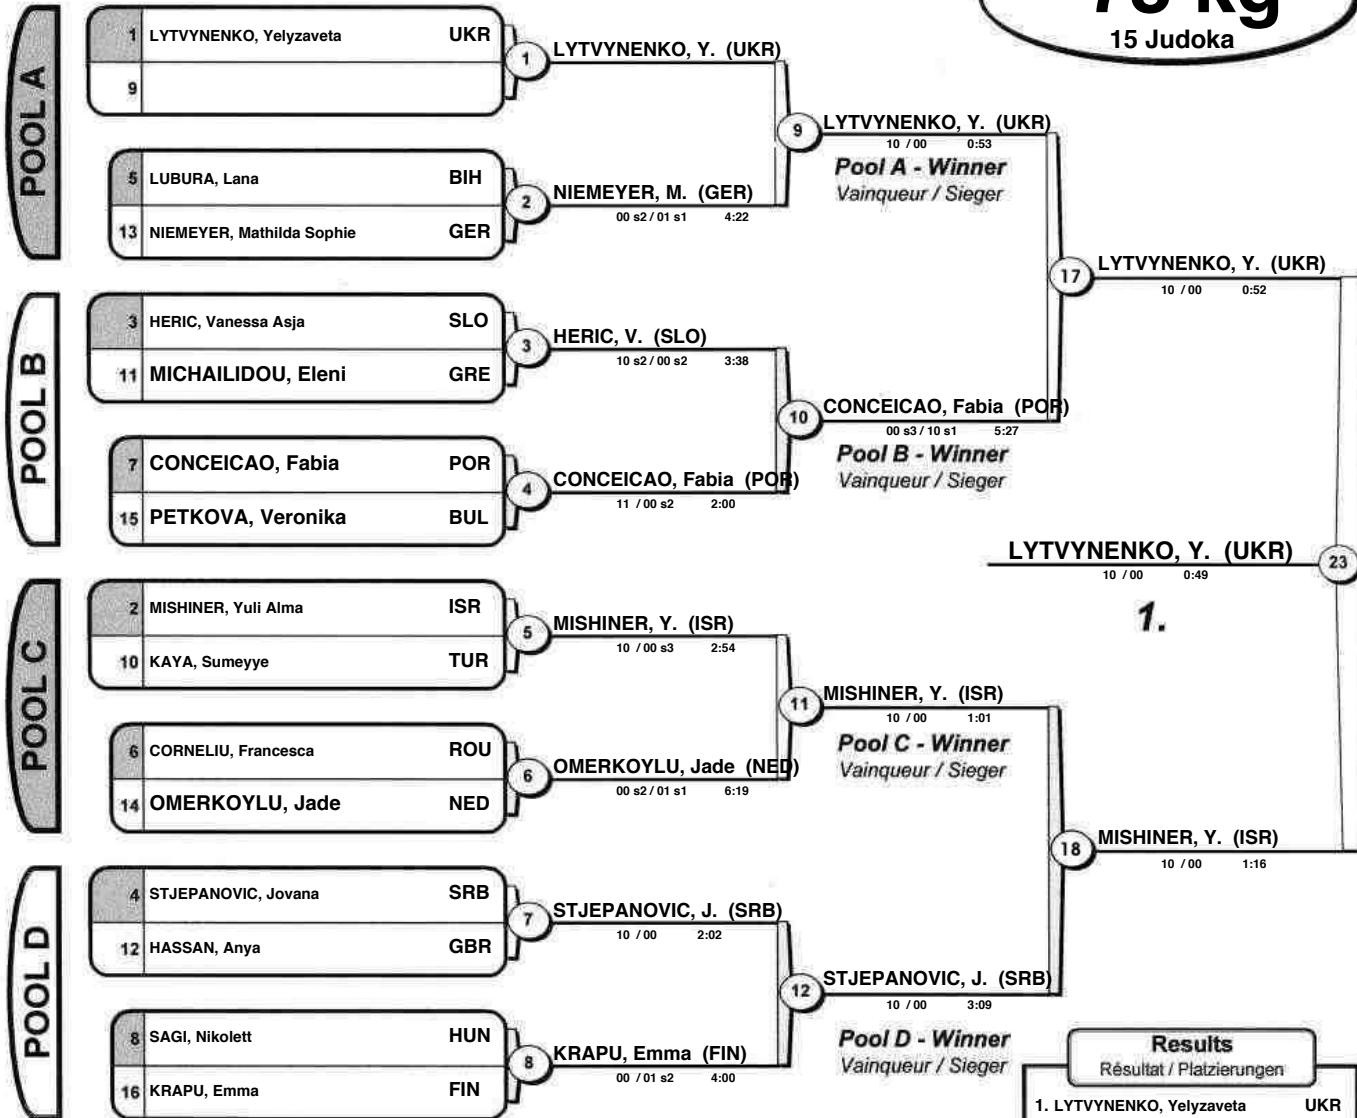 78 kg
15 Judoka
POOL A
1 LYTVYNENKO, Yelyzaveta UKR
9
5 LUBURA, Lana BIH
13 NIEMEYER, Mathilda Sophie GER
1 LYTVYNENKO, Y. (UKR)
2 NIEMEYER, M. (GER)
00 s2 / 01 s1 4:22
9 LYTVYNENKO, Y. (UKR)
10 / 00 0:53
Pool A - Winner
Vainqueur / Sieger
POOL B
3 HERIC, Vanessa Asja SLO
11 MICHAILIDOU, Eleni GRE
7 CONCEICAO, Fabia POR
15 PETKOVA, Veronika BUL
3 HERIC, V. (SLO)
10 s2 / 00 s2 3:38
4 CONCEICAO, Fabia (POR)
11 / 00 s2 2:00
10 CONCEICAO, Fabia (POR)
00 s3 / 10 s1 5:27
Pool B - Winner
Vainqueur / Sieger
17 LYTVYNENKO, Y. (UKR)
10 / 00 0:52
POOL C
2 MISHINER, Yuli Alma ISR
10 KAYA, Sumeyye TUR
6 CORNELIU, Francesca ROU
14 OMERKOYLU, Jade NED
5 MISHINER, Y. (ISR)
10 / 00 s3 2:54
6 OMERKOYLU, Jade (NED)
00 s2 / 01 s1 6:19
11 MISHINER, Y. (ISR)
10 / 00 1:01
Pool C - Winner
Vainqueur / Sieger
POOL D
4 STJEPANOVIC, Jovana SRB
12 HASSAN, Anya GBR
8 SAGI, Nikolett HUN
16 KRAPU, Emma FIN
7 STJEPANOVIC, J. (SRB)
10 / 00 2:02
8 KRAPU, Emma (FIN)
00 / 01 s2 4:00
12 STJEPANOVIC, J. (SRB)
10 / 00 3:09
Pool D - Winner
Vainqueur / Sieger
18 MISHINER, Y. (ISR)
10 / 00 1:16
LYTVYNENKO, Y. (UKR) 23
10 / 00 0:49
1.
Results
Résultat / Platzierungen
1. LYTVYNENKO, Yelyzaveta UKR